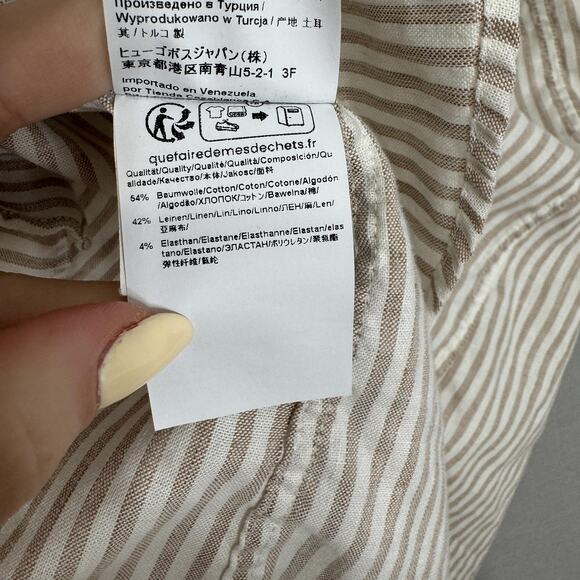 Произведено в Турция /
Wyprodukowano w Turcja / 产地 土耳
其 / トルコ 製
ヒューゴボスジャパン(株)
東京都港区南青山5-2-1 3F
Importado en Venezuela
por Tienda
quefairedemesdechets.fr
Qualität/Quality/Qualité/Qualità/Composición/Qu
alidade/Качество/本体/Jakosc/面料
54% Baumwolle/Cotton/Coton/Cotone/Algodón
/Algodão/ХЛОПОК/コットン/Bawelna/棉/
42% Leinen/Linen/Lin/Lino/Linho/ЛЕН/麻/Len/
亚麻布/
4% Elasthan/Elastane/Elasthanne/Elastan/elas
tano/Elastano/ЭЛАСТАН/ポリウレタン/聚氨酯
弹性纤维/氨纶